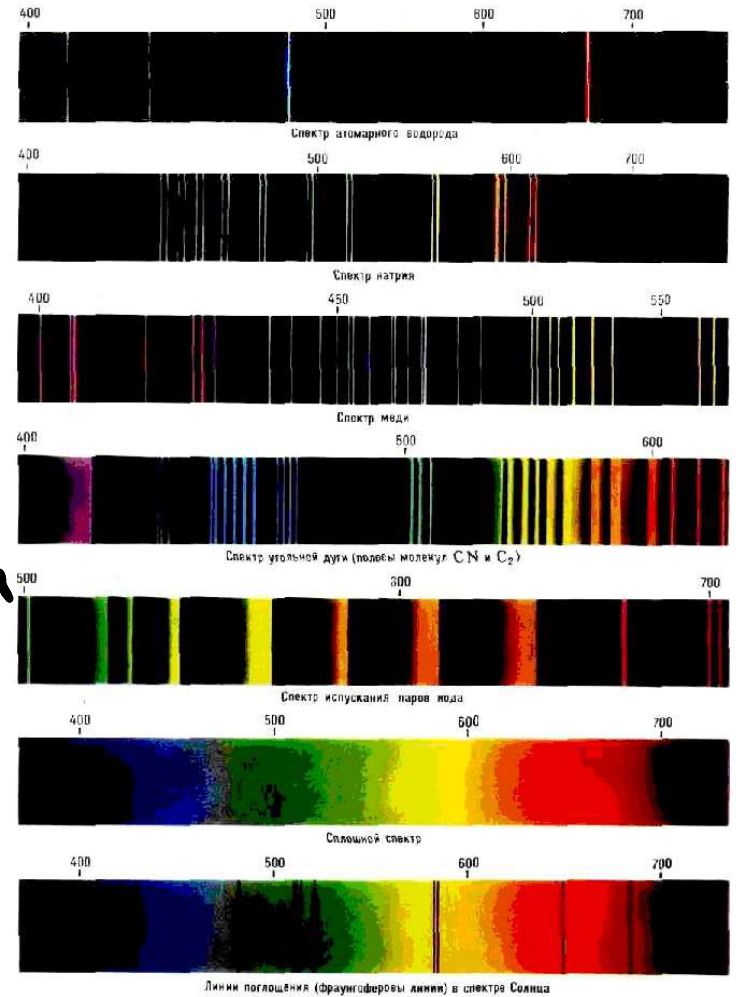 400 500 600 700
Спектр атомарного водорода
400 500 600 700
Спектр натрия
400 450 500 550
Спектр меди
400 500 600
Спектр угольной дуги (полосы молекул CN и C₂)
500 600 700
Спектр испускания паров иода
400 500 600 700
Сплошной спектр
400 500 600 700
Линии поглощения (фраунгоферовы линии) в спектре Солнца